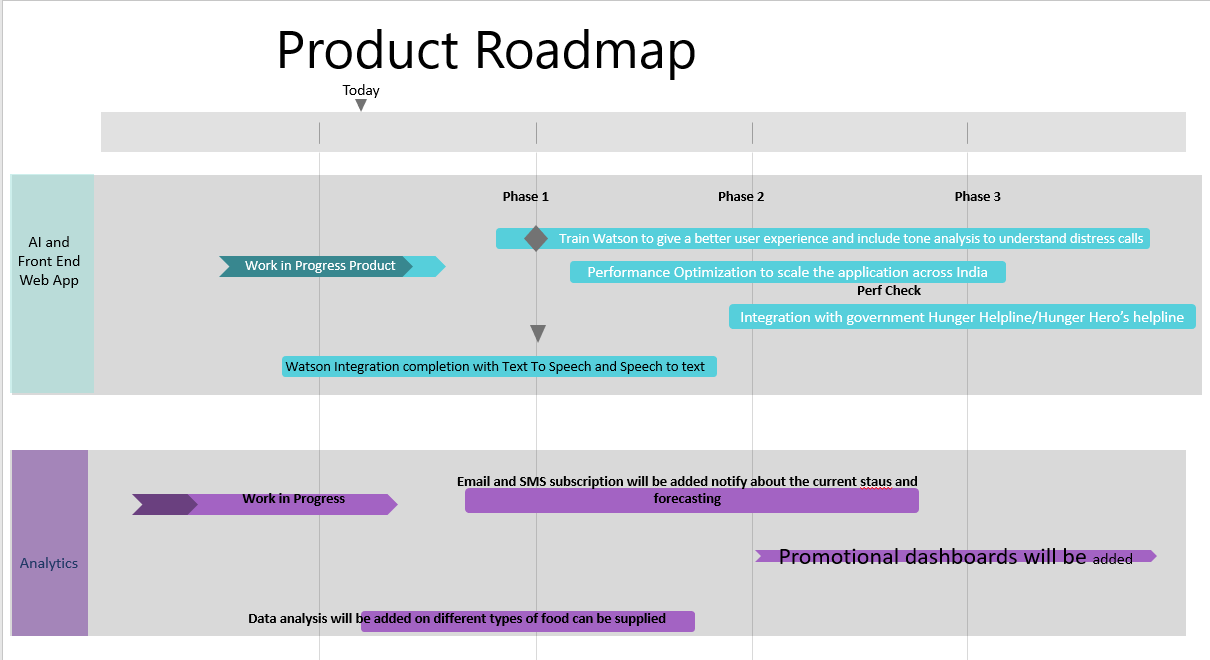 Product Roadmap
Today
Phase 1
Phase 2
Phase 3
AI and
Front End
Web App
Train Watson to give a better user experience and include tone analysis to understand distress calls
Work in Progress Product
Performance Optimization to scale the application across India
Perf Check
Integration with government Hunger Helpline/Hunger Hero’s helpline
Watson Integration completion with Text To Speech and Speech to text
Email and SMS subscription will be added notify about the current staus and
forecasting
Work in Progress
Analytics
Promotional dashboards will be added
Data analysis will be added on different types of food can be supplied